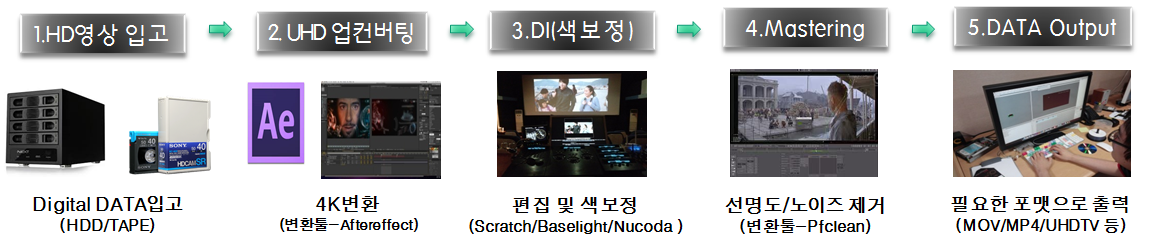 1.HD영상 입고
2. UHD 업컨버팅
3.DI(색보정)
4.Mastering
5.DATA Output
Ae
SONY
40
HDCAMSR
Digital DATA입고
(HDD/TAPE)
4K변환
(변환툴-Aftereffect)
편집 및 색보정
(Scratch/Baselight/Nucoda )
선명도/노이즈 제거
(변환툴-Pfclean)
필요한 포맷으로 출력
(MOV/MP4/UHDTV 등)